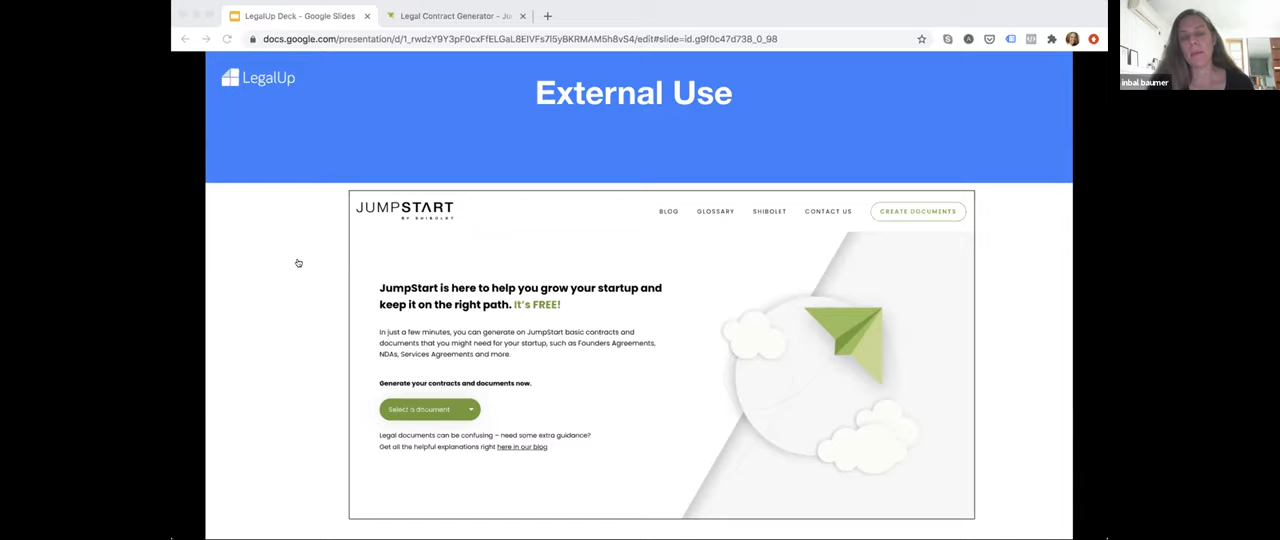 LegalUp Deck - Google Slides
Legal Contract Generator - Ju
docs.google.com/presentation/d/1_rwdzY9Y3pF0cxFfELGaL8EIVFs7l5yBKRMAM5h8vS4/edit#slide=id.g9f0c47d738_0_98
inbal baumer
LegalUp
External Use
JUMPSTART
BY SHIBOLET
BLOG
GLOSSARY
SHIBOLET
CONTACT US
CREATE DOCUMENTS
JumpStart is here to help you grow your startup and
keep it on the right path. It's FREE!
In just a few minutes, you can generate on JumpStart basic contracts and
documents that you might need for your startup, such as Founders Agreements,
NDAs, Services Agreements and more.
Generate your contracts and documents now.
Select a document
Legal documents can be confusing – need some extra guidance?
Get all the helpful explanations right here in our blog